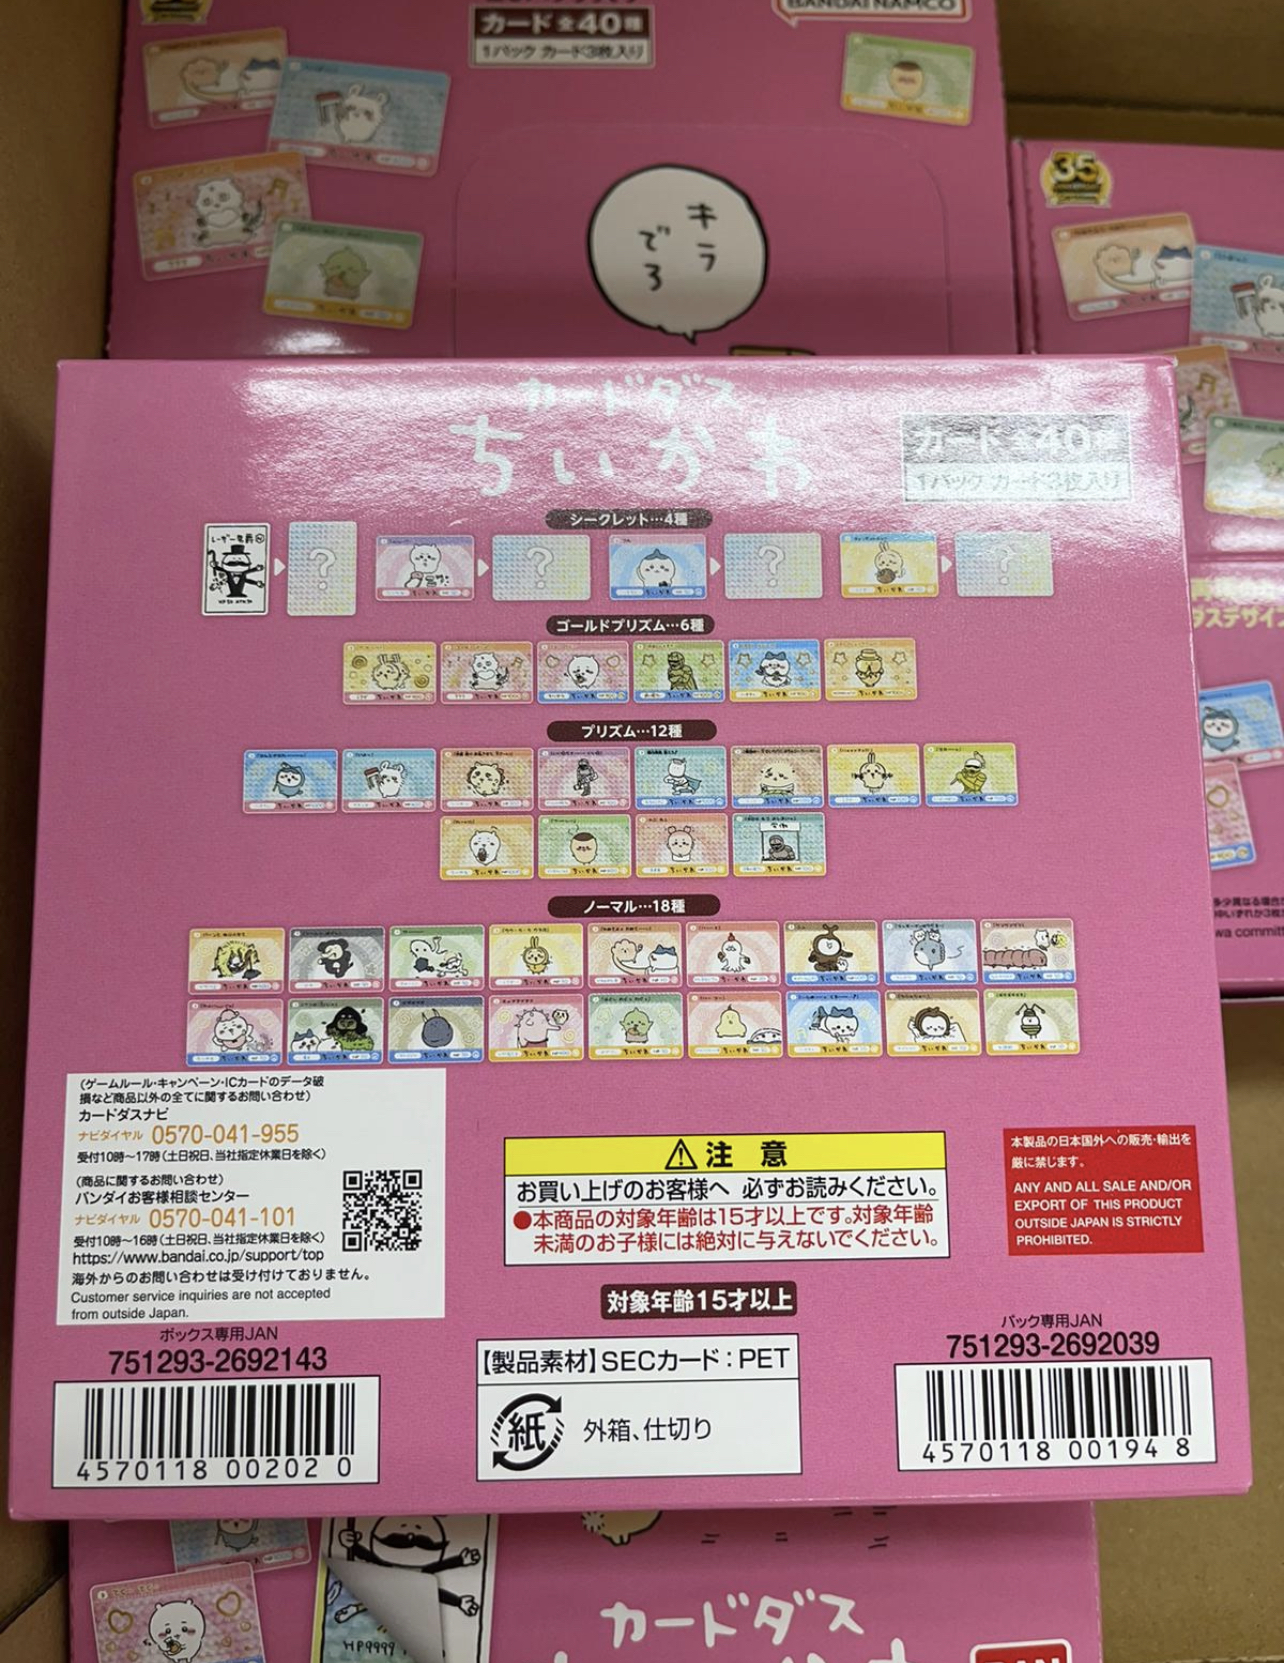 BANDAI NAMCO
カード 全40種
1パック カード3枚入り
キラ
でろ
35
カードダス
ちいかわ
カード 全40種
1パック カード3枚入り
シークレット…4種
ゴールドプリズム…6種
プリズム…12種
ノーマル…18種
(ゲームルール・キャンペーン・ICカードのデータ破
損など商品以外の全てに関するお問い合わせ)
カードダスナビ
ナビダイヤル 0570-041-955
受付10時〜17時(土日祝日、当社指定休業日を除く)
(商品に関するお問い合わせ)
バンダイお客様相談センター
ナビダイヤル 0570-041-101
受付10時〜16時(土日祝日、当社指定休業日を除く)
https://www.bandai.co.jp/support/top
海外からのお問い合わせは受け付けておりません。
Customer service inquiries are not accepted
from outside Japan.
⚠注 意
お買い上げのお客様へ 必ずお読みください。
●本商品の対象年齢は15才以上です。対象年齢
未満のお子様には絶対に与えないでください。
本製品の日本国外への販売・輸出を
厳に禁じます。
ANY AND ALL SALE AND/OR
EXPORT OF THIS PRODUCT
OUTSIDE JAPAN IS STRICTLY
PROHIBITED.
対象年齢15才以上
ボックス専用JAN
751293-2692143
4570118 00202 0
【製品素材】SECカード:PET
紙
外箱、仕切り
パック専用JAN
751293-2692039
4570118 00194 8
HP9999
カードダス